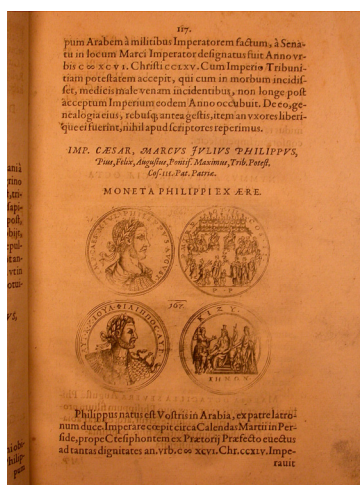 117.
pum Arabem à militibus Imperatorem factum, à Sena-
tu in locum Marci Imperator designatus fuit Anno vr-
bis c∞ xcvi. Christi ccxlv. Cum Imperio Tribuni-
tiam potestatem accepit, qui cum in morbum incidis-
set, medicis male venam incidentibus, non longe post
acceptum Imperium eodem Anno occubuit. De eo, ge-
nealogia eius, rebusq; antea gestis, item an vxores liberi-
que ei fuerint, nihil apud scriptores reperimus.
IMP. CÆSAR, MARCVS JVLIVS PHILIPPVS,
Pius, Felix, Augustus, Pontif. Maximus, Trib. Potest.
Cos. iii. Pat. Patriæ.
MONETA PHILIPPI EX ÆRE.
167.
Philippus natus est Vostris in Arabia, ex patre latro-
num duce. Imperare cœpit circa Calendas Martii in Per-
side, prope Ctesiphontem ex Prætorij Præfecto euectus
ad tantas dignitates an. vrb. c∞ xcvi. Chr. ccxlv. Impe-
rauit